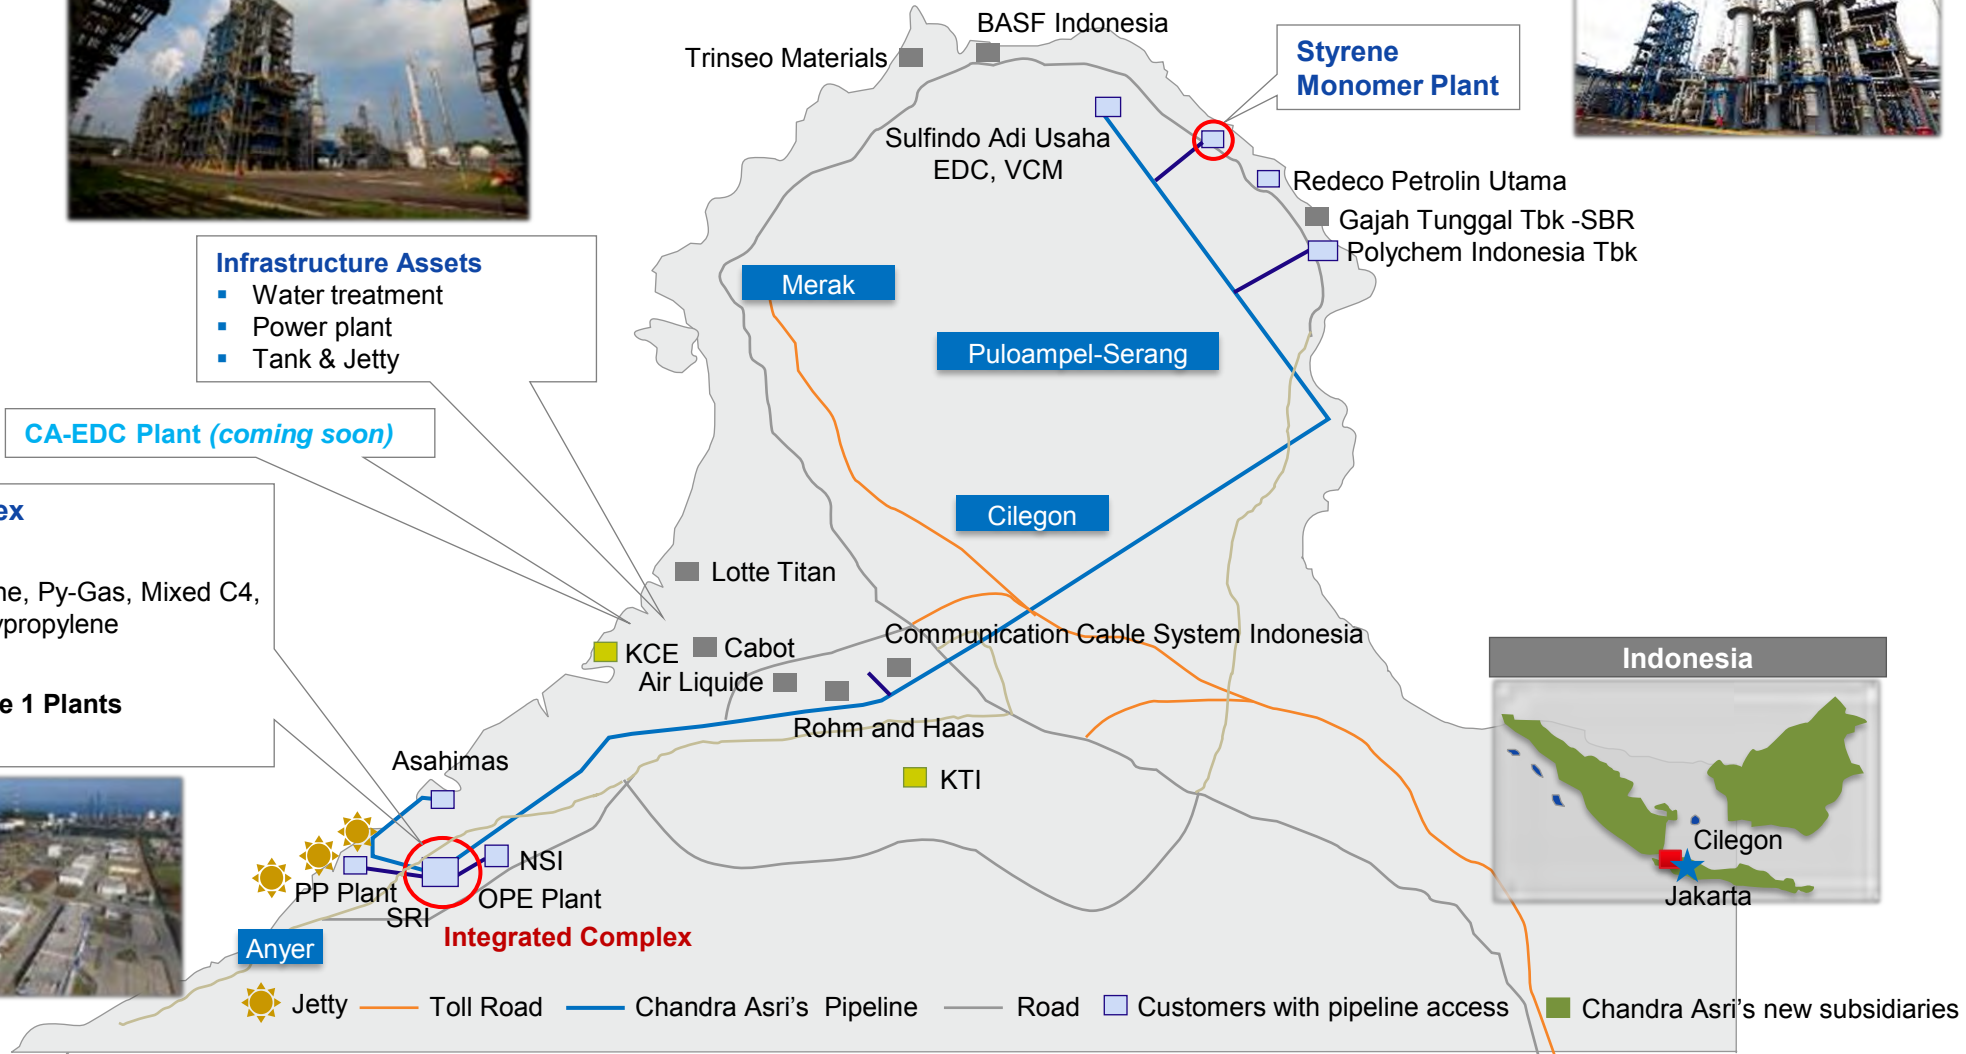 BASF Indonesia
Trinseo Materials
Styrene
Monomer Plant
Sulfindo Adi Usaha
EDC, VCM
Redeco Petrolin Utama
Gajah Tunggal Tbk -SBR
Polychem Indonesia Tbk
Infrastructure Assets
▪ Water treatment
▪ Power plant
▪ Tank & Jetty
Merak
Puloampel-Serang
CA-EDC Plant (coming soon)
Cilegon
ex
ne, Py-Gas, Mixed C4,
ypropylene
e 1 Plants
Lotte Titan
Communication Cable System Indonesia
KCE
Cabot
Air Liquide
Rohm and Haas
KTI
Indonesia
Cilegon
Jakarta
Asahimas
NSI
PP Plant
OPE Plant
SRI
Integrated Complex
Anyer
Jetty
Toll Road
Chandra Asri's Pipeline
Road
Customers with pipeline access
Chandra Asri's new subsidiaries